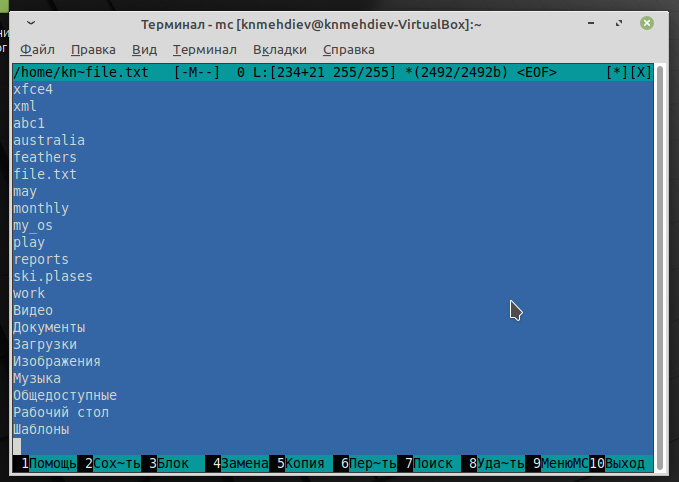 Терминал - mc [knmehdiev@knmehdiev-VirtualBox]:~
Файл Правка Вид Терминал Вкладки Справка
/home/kn~file.txt [-M--] 0 L:[234+21 255/255] *(2492/2492b) <EOF> [*][X]
xfce4
xml
abc1
australia
feathers
file.txt
may
monthly
my_os
play
reports
ski.plases
work
Видео
Документы
Загрузки
Изображения
Музыка
Общедоступные
Рабочий стол
Шаблоны
1Помощь 2Сох~ть 3Блок 4Замена 5Копия 6Пер~ть 7Поиск 8Уда~ть 9МенюMC 10Выход